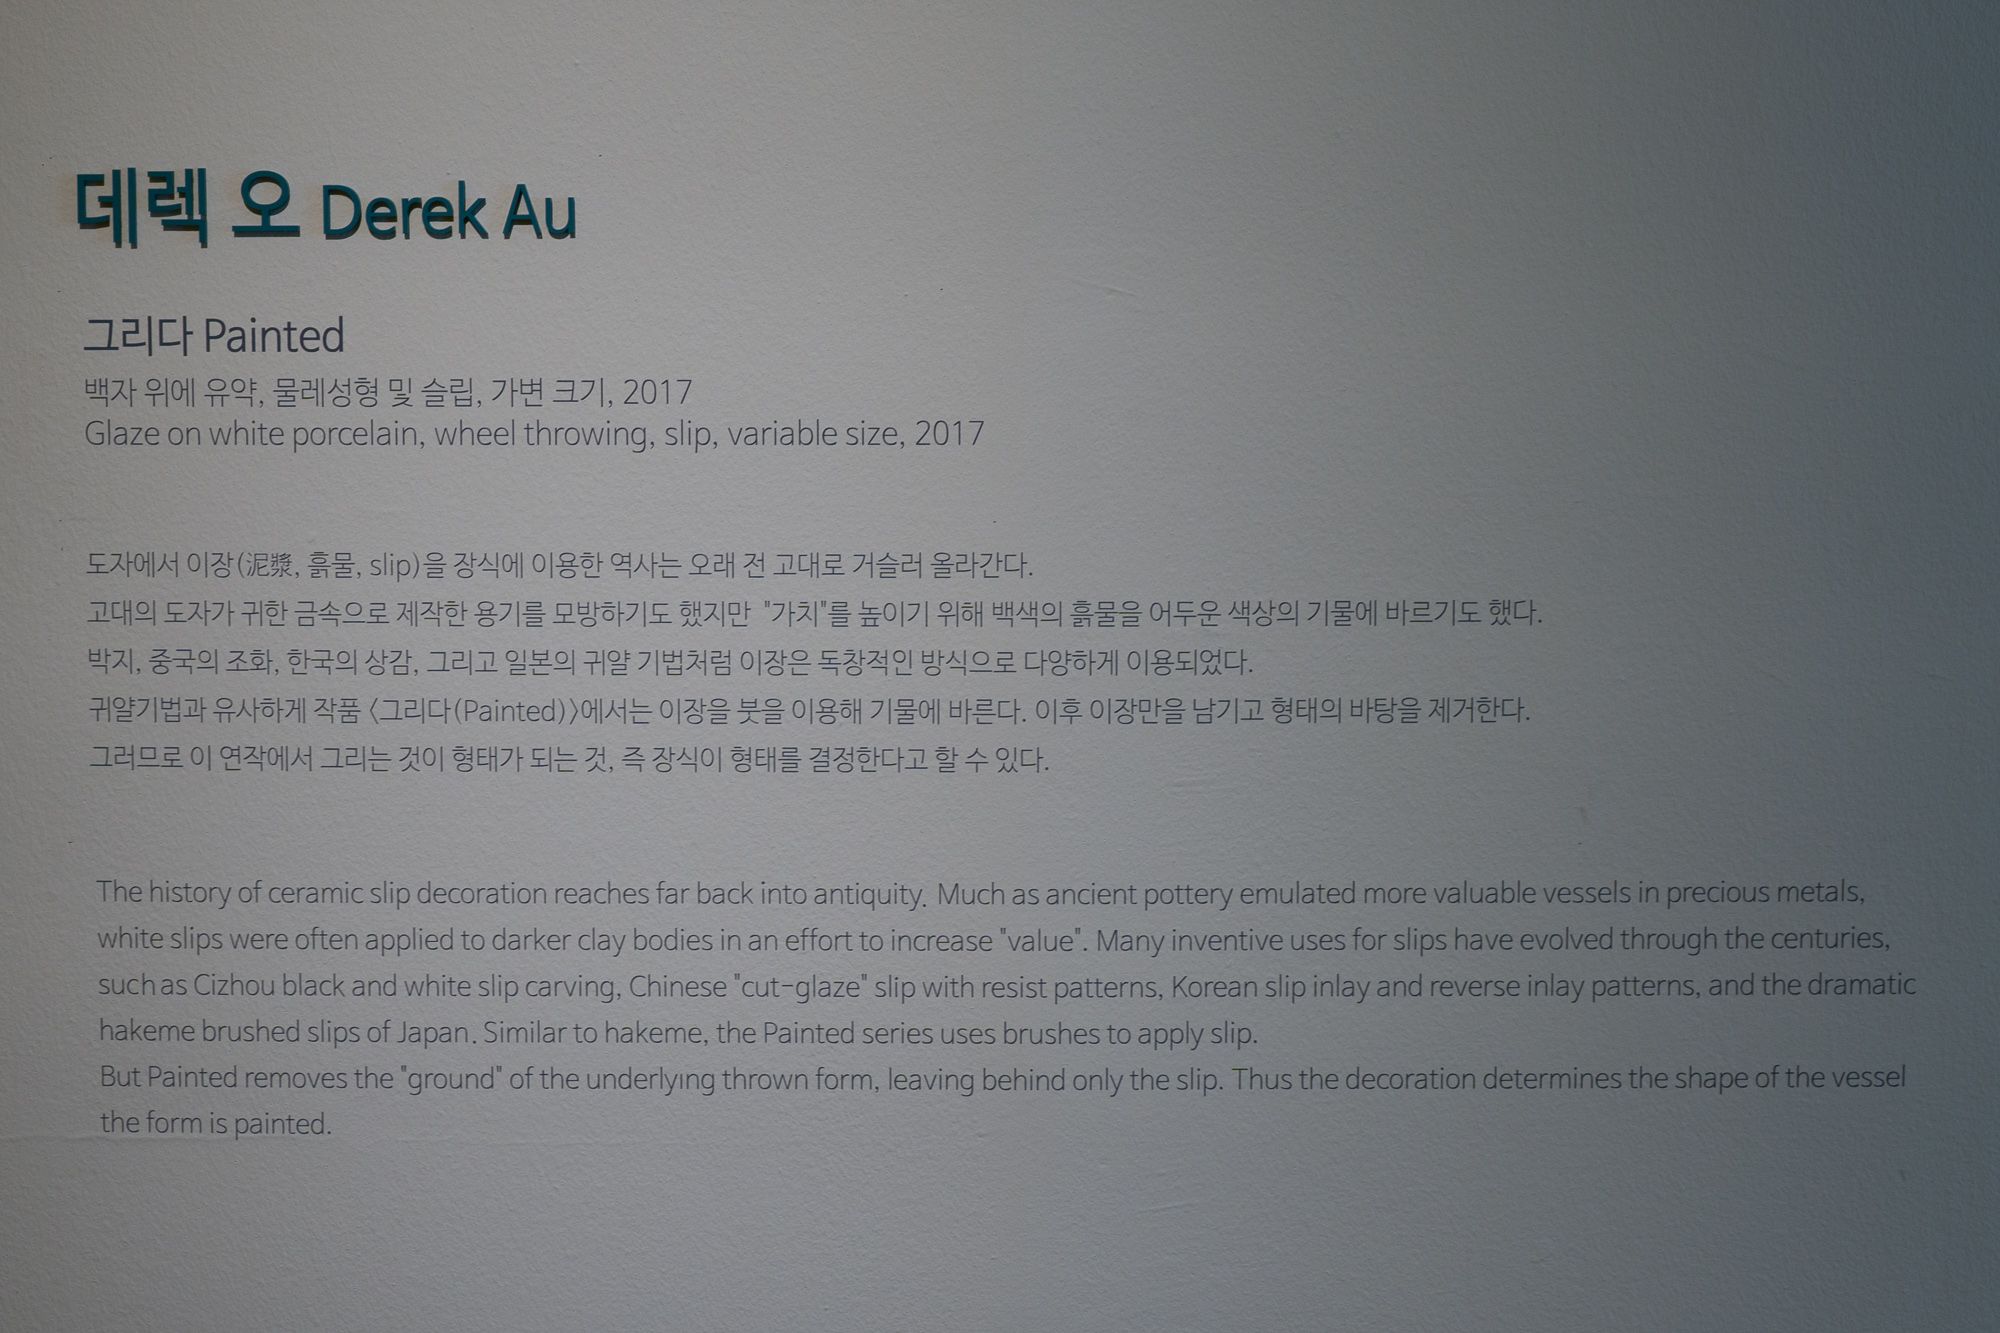 데렉 오 Derek Au
그리다 Painted
백자 위에 유약, 물레성형 및 슬립, 가변 크기, 2017
Glaze on white porcelain, wheel throwing, slip, variable size, 2017
도자에서 이장(泥漿, 흙물, slip)을 장식에 이용한 역사는 오래 전 고대로 거슬러 올라간다.
고대의 도자가 귀한 금속으로 제작한 용기를 모방하기도 했지만 "가치"를 높이기 위해 백색의 흙물을 어두운 색상의 기물에 바르기도 했다.
박지, 중국의 조화, 한국의 상감, 그리고 일본의 귀얄 기법처럼 이장은 독창적인 방식으로 다양하게 이용되었다.
귀얄기법과 유사하게 작품 〈그리다(Painted)〉에서는 이장을 붓을 이용해 기물에 바른다. 이후 이장만을 남기고 형태의 바탕을 제거한다.
그러므로 이 연작에서 그리는 것이 형태가 되는 것, 즉 장식이 형태를 결정한다고 할 수 있다.
The history of ceramic slip decoration reaches far back into antiquity. Much as ancient pottery emulated more valuable vessels in precious metals,
white slips were often applied to darker clay bodies in an effort to increase "value". Many inventive uses for slips have evolved through the centuries,
such as Cizhou black and white slip carving, Chinese "cut-glaze" slip with resist patterns, Korean slip inlay and reverse inlay patterns, and the dramatic
hakeme brushed slips of Japan. Similar to hakeme, the Painted series uses brushes to apply slip.
But Painted removes the "ground" of the underlying thrown form, leaving behind only the slip. Thus the decoration determines the shape of the vessel
the form is painted.